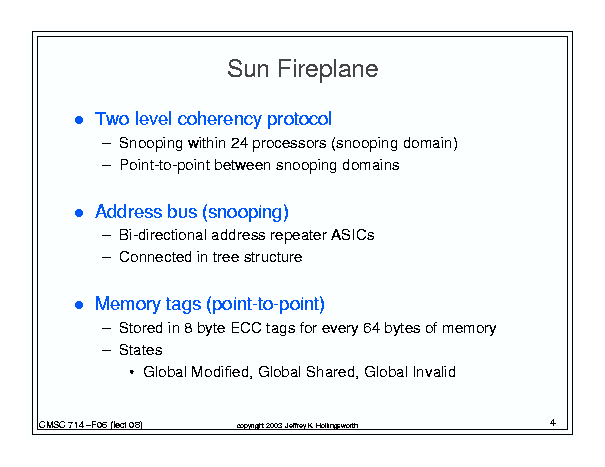 Sun Fireplane
● Two level coherency protocol
– Snooping within 24 processors (snooping domain)
– Point-to-point between snooping domains
● Address bus (snooping)
– Bi-directional address repeater ASICs
– Connected in tree structure
● Memory tags (point-to-point)
– Stored in 8 byte ECC tags for every 64 bytes of memory
– States
• Global Modified, Global Shared, Global Invalid
CMSC 714 –F06 (lect 08)
copyright 2003 Jeffrey K. Hollingsworth
4